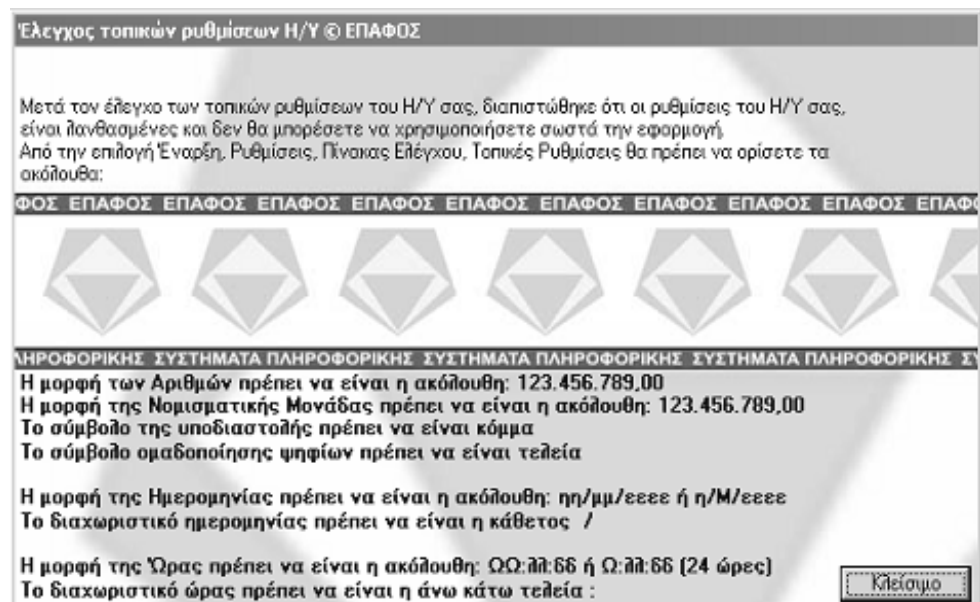 Έλεγχος τοπικών ρυθμίσεων Η/Υ © ΕΠΑΦΟΣ
Μετά τον έλεγχο των τοπικών ρυθμίσεων του Η/Υ σας, διαπιστώθηκε ότι οι ρυθμίσεις του Η/Υ σας,
είναι λανθασμένες και δεν θα μπορέσετε να χρησιμοποιήσετε σωστά την εφαρμογή.
Από την επιλογή Έναρξη, Ρυθμίσεις, Πίνακας Ελέγχου, Τοπικές Ρυθμίσεις θα πρέπει να ορίσετε τα
ακόλουθα:
ΦΟΣ ΕΠΑΦΟΣ ΕΠΑΦΟΣ ΕΠΑΦΟΣ ΕΠΑΦΟΣ ΕΠΑΦΟΣ ΕΠΑΦΟΣ ΕΠΑΦΟΣ ΕΠΑΦΟΣ ΕΠΑΦΟΣ ΕΠΑΦ
ΛΗΡΟΦΟΡΙΚΗΣ ΣΥΣΤΗΜΑΤΑ ΠΛΗΡΟΦΟΡΙΚΗΣ ΣΥΣΤΗΜΑΤΑ ΠΛΗΡΟΦΟΡΙΚΗΣ ΣΥΣΤΗΜΑΤΑ ΠΛΗΡΟΦΟΡΙΚΗΣ Σ
Η μορφή των Αριθμών πρέπει να είναι η ακόλουθη: 123.456.789,00
Η μορφή της Νομισματικής Μονάδας πρέπει να είναι η ακόλουθη: 123.456.789,00
Το σύμβολο της υποδιαστολής πρέπει να είναι κόμμα
Το σύμβολο ομαδοποίησης ψηφίων πρέπει να είναι τελεία
Η μορφή της Ημερομηνίας πρέπει να είναι η ακόλουθη: ηη/μμ/εεεε ή η/Μ/εεεε
Το διαχωριστικό ημερομηνίας πρέπει να είναι η κάθετος /
Η μορφή της Ώρας πρέπει να είναι η ακόλουθη: ΩΩ:λλ:δδ ή Ω:λλ:δδ (24 ώρες)
Το διαχωριστικό ώρας πρέπει να είναι η άνω κάτω τελεία :
Κλείσιμο